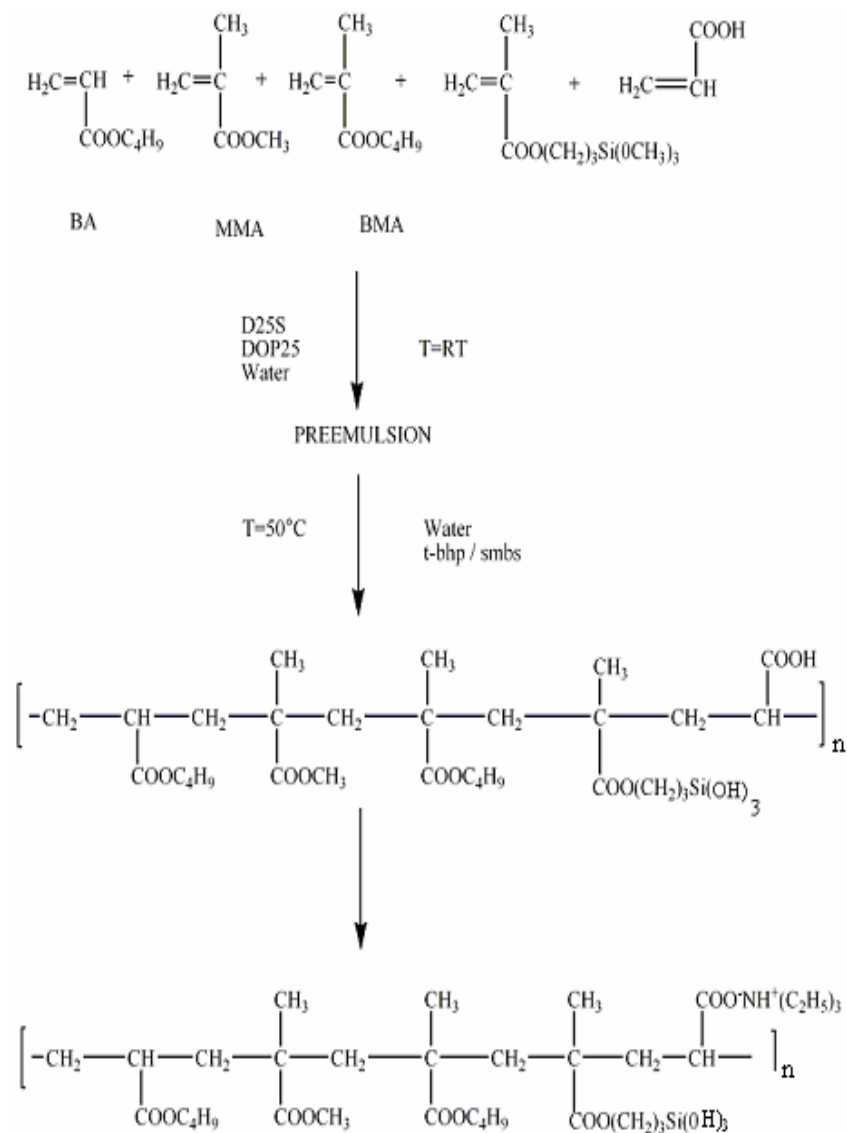 CH3 CH3 CH3 COOH
H2C=CH + H2C=C + H2C=C + H2C=C + H2C=CH
COOC4H9 COOCH3 COOC4H9 COO(CH2)3Si(0CH3)3
BA MMA BMA
D25S
DOP25
Water
T=RT
PREEMULSION
T=50°C
Water
t-bhp / smbs
CH3 CH3 CH3 COOH
[-CH2-CH-CH2-C-CH2-C-CH2-C-CH2-CH-]n
COOC4H9 COOCH3 COOC4H9 COO(CH2)3Si(OH)3
CH3 CH3 CH3 COO-NH+(C2H5)3
[-CH2-CH-CH2-C-CH2-C-CH2-C-CH2-CH-]n
COOC4H9 COOCH3 COOC4H9 COO(CH2)3Si(0H)3